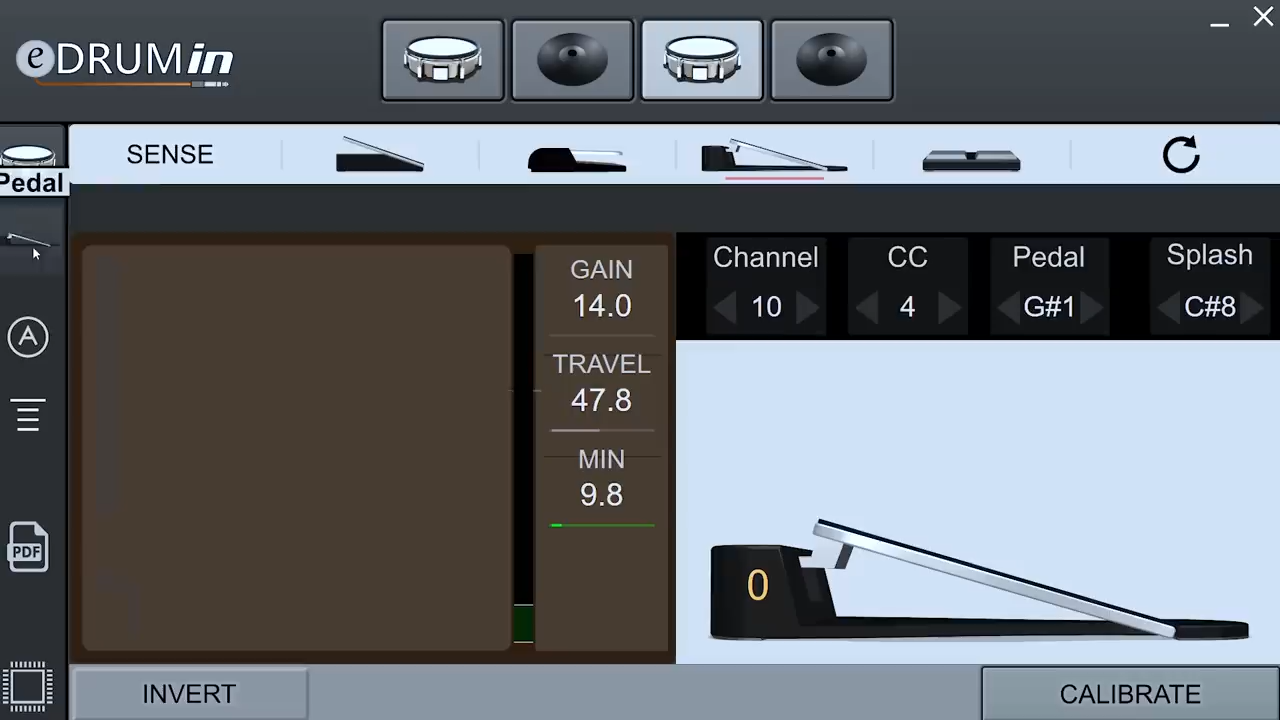 eDRUMin
SENSE
Pedal
GAIN
14.0
TRAVEL
47.8
MIN
9.8
Channel
10
CC
4
Pedal
G#1
Splash
C#8
A
PDF
0
INVERT
CALIBRATE